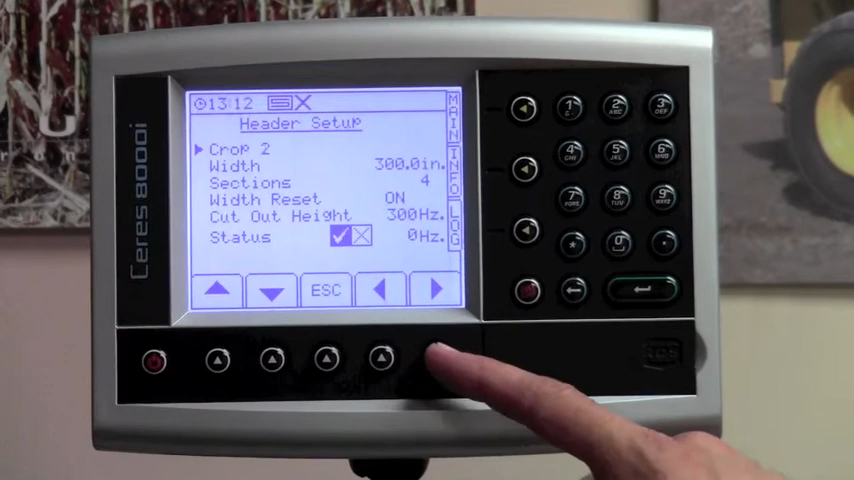 Ceres 8000i
13:12
Header Setup
Crop 2
Width 300.0in.
Sections 4
Width Reset ON
Cut Out Height 300Hz.
Status 0Hz.
ESC
MAIN
INFO
LOG
1
2 ABC
3 DEF
4 GHI
5 JKL
6 MNO
7 PQRS
8 TUV
9 WXYZ
*
0
.
RDS